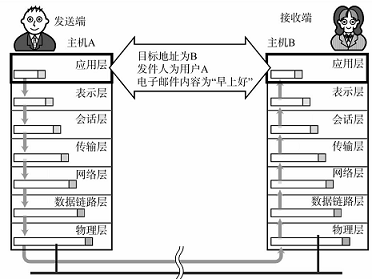 发送端
接收端
主机A
主机B
目标地址为B
发件人为用户A
电子邮件内容为“早上好”
应用层
表示层
会话层
传输层
网络层
数据链路层
物理层
应用层
表示层
会话层
传输层
网络层
数据链路层
物理层